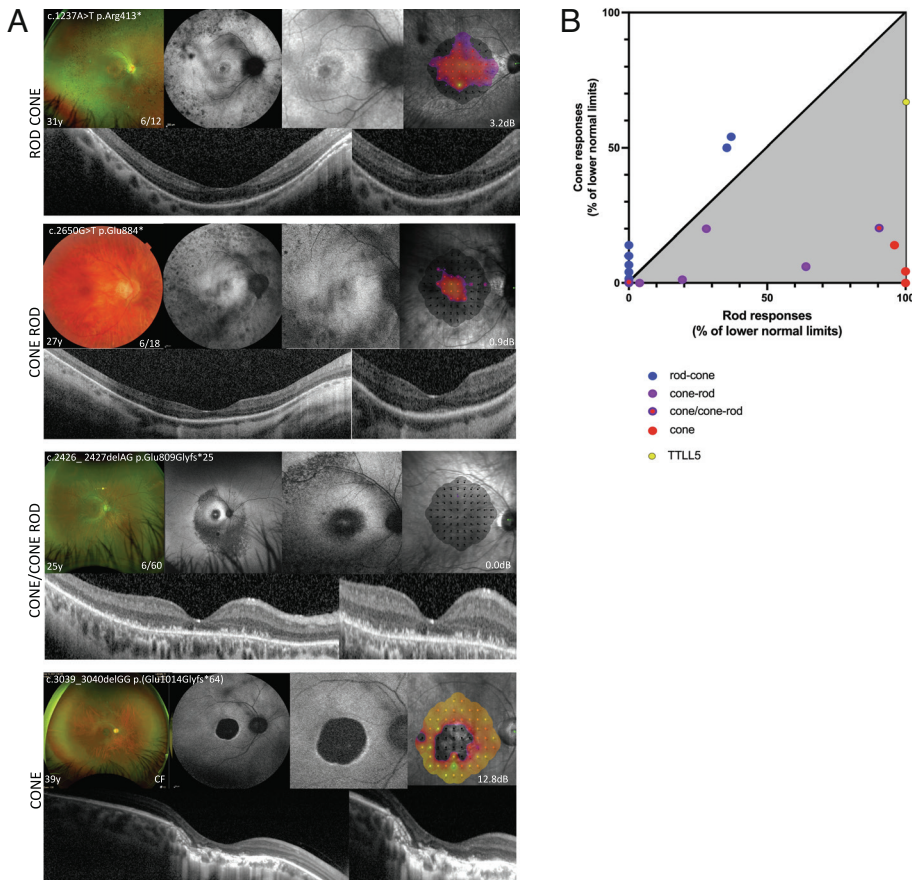 A
ROD CONE
c.1237A>T p.Arg413*
31y
6/12
3.2dB
CONE ROD
c.2650G>T p.Glu884*
27y
6/18
0.9dB
CONE/CONE ROD
c.2426_ 2427delAG p.Glu809Glyfs*25
25y
6/60
0.0dB
CONE
c.3039_3040delGG p.(Glu1014Glyfs*64)
39y
CF
12.8dB
B
Cone responses
(% of lower normal limits)
100
50
0
0
50
100
Rod responses
(% of lower normal limits)
rod-cone
cone-rod
cone/cone-rod
cone
TTLL5